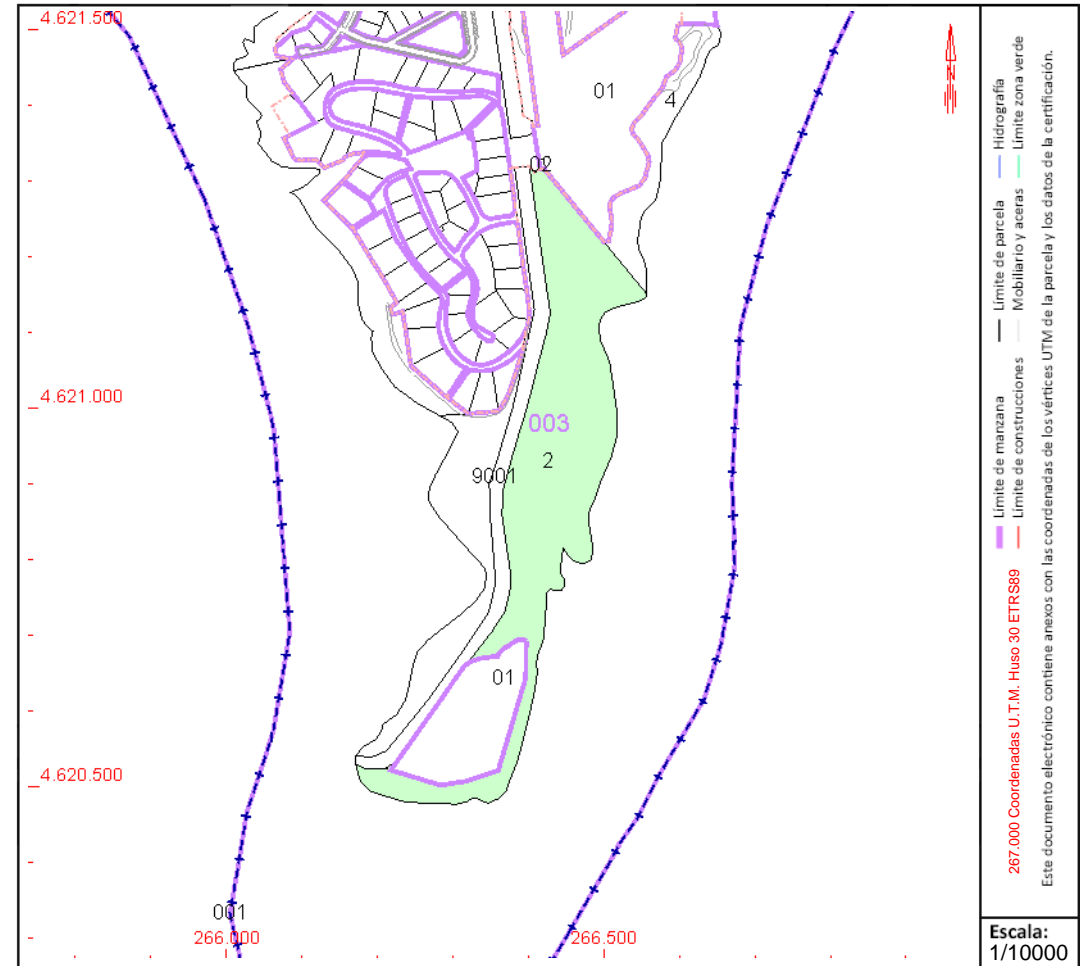 4.621.500
01
4
02
4.621.000
003
2
9001
01
4.620.500
001
266.000
266.500
Límite de manzana
Límite de parcela
Hidrografía
Límite de construcciones
Mobiliario y aceras
Límite zona verde
267.000 Coordenadas U.T.M. Huso 30 ETRS89
Este documento electrónico contiene anexos con las coordenadas de los vértices UTM de la parcela y los datos de la certificación.
Escala:
1/10000